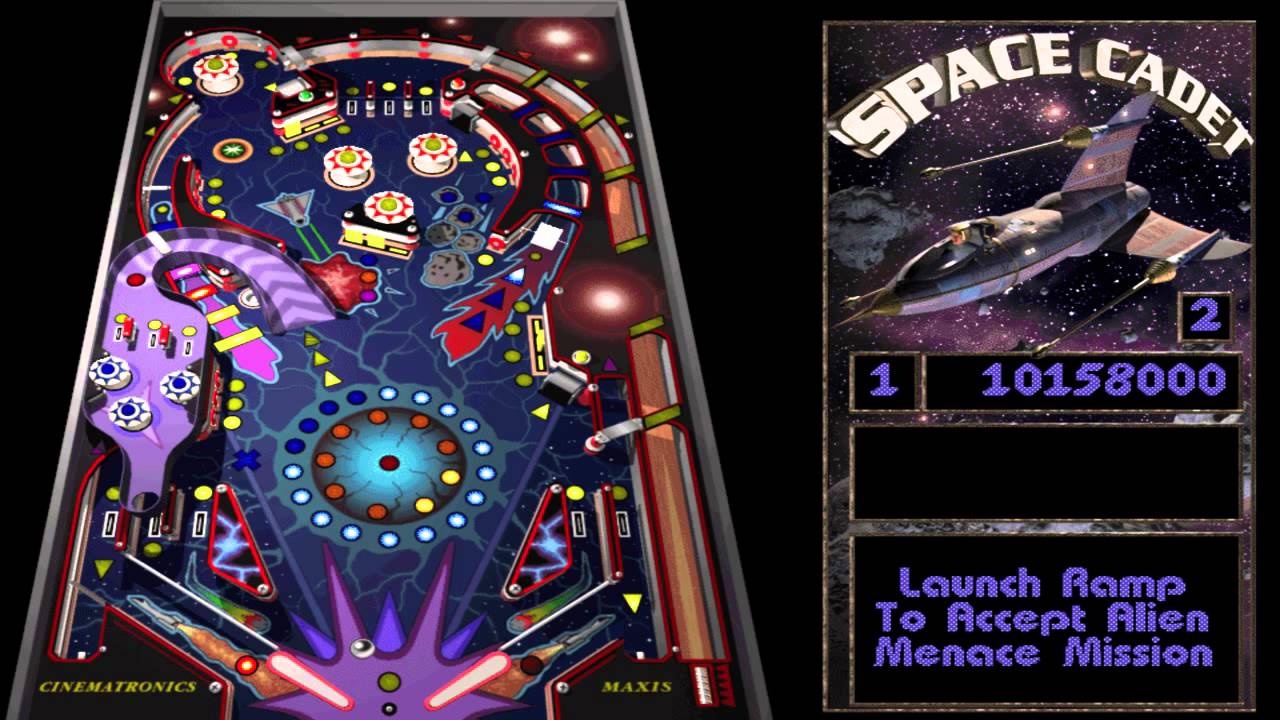 SPACE CADET
2
1 10158000
Launch Ramp
To Accept Alien
Menace Mission
CINEMATRONICS
MAXIS